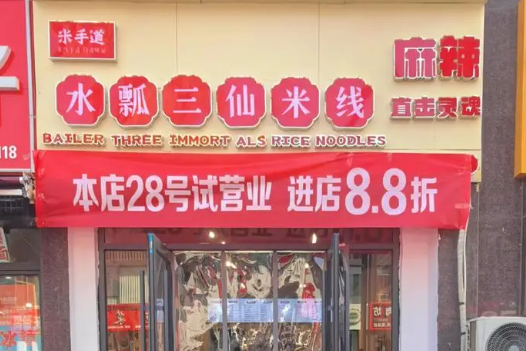 米手道
水瓢三仙米线
BAILER THREE IMMORT ALS RICE NOODLES
麻辣
直击灵魂
118
本店28号试营业 进店8.8折